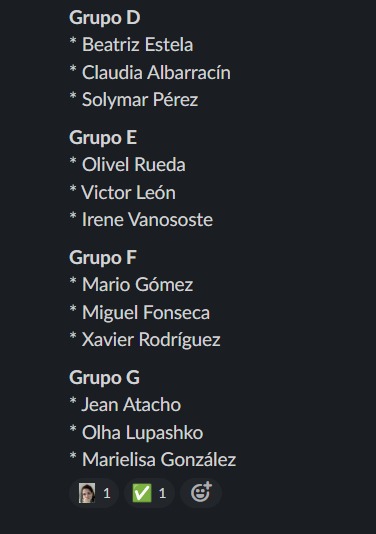 Grupo D
* Beatriz Estela
* Claudia Albarracín
* Solymar Pérez
Grupo E
* Olivel Rueda
* Victor León
* Irene Vanososte
Grupo F
* Mario Gómez
* Miguel Fonseca
* Xavier Rodríguez
Grupo G
* Jean Atacho
* Olha Lupashko
* Marielisa González
1 1